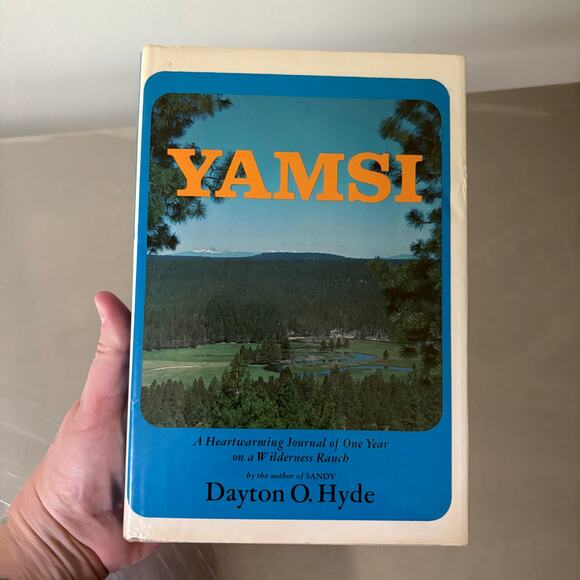 YAMSI
A Heartwarming Journal of One Year
on a Wilderness Ranch
by the author of SANDY
Dayton O. Hyde